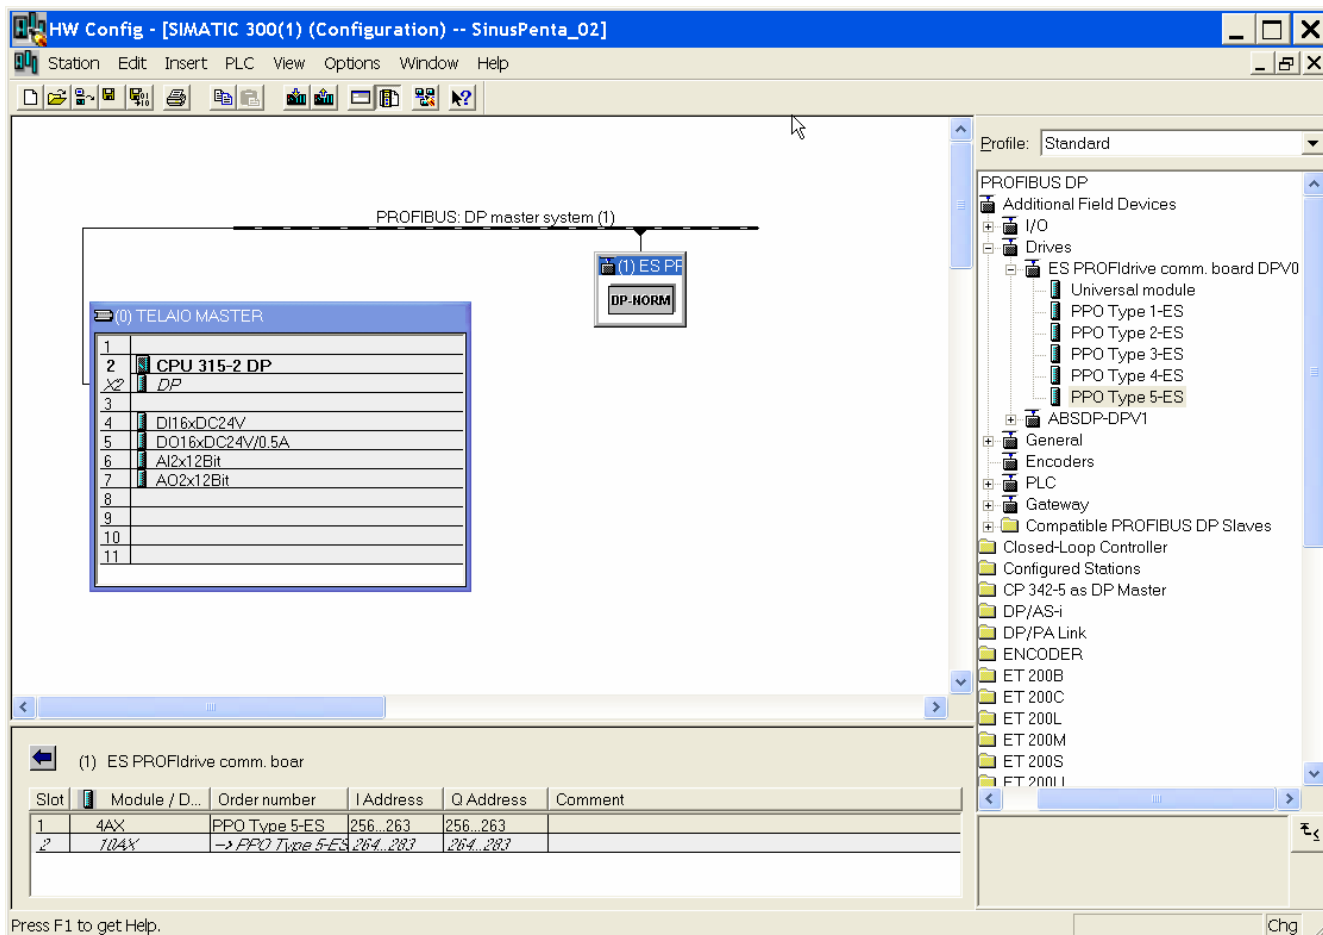 HW Config - [SIMATIC 300(1) (Configuration) -- SinusPenta_02]
Station Edit Insert PLC View Options Window Help
PROFIBUS: DP master system (1)
(1) ES PF
DP-NORM
(0) TELAIO MASTER
1
2 CPU 315-2 DP
X2 DP
3
4 DI16xDC24V
5 DO16xDC24V/0.5A
6 AI2x12Bit
7 AO2x12Bit
8
9
10
11
Profile: Standard
PROFIBUS DP
Additional Field Devices
I/O
Drives
ES PROFIdrive comm. board DPV0
Universal module
PPO Type 1-ES
PPO Type 2-ES
PPO Type 3-ES
PPO Type 4-ES
PPO Type 5-ES
ABSDP-DPV1
General
Encoders
PLC
Gateway
Compatible PROFIBUS DP Slaves
Closed-Loop Controller
Configured Stations
CP 342-5 as DP Master
DP/AS-i
DP/PA Link
ENCODER
ET 200B
ET 200C
ET 200L
ET 200M
ET 200S
ET 200U
(1) ES PROFIdrive comm. boar
Slot Module / D... Order number I Address Q Address Comment
1 4AX PPO Type 5-ES 256...263 256...263
2 10AX --> PPO Type 5-ES 264...283 264...283
Press F1 to get Help.
Chg